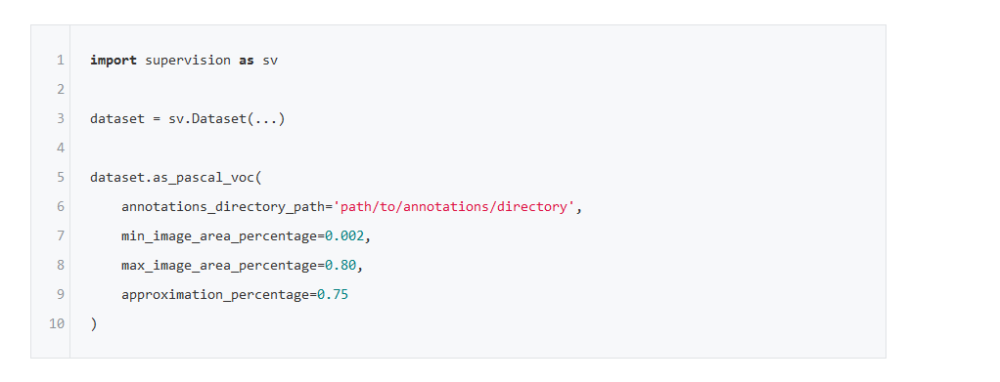 1 import supervision as sv
2
3 dataset = sv.Dataset(...)
4
5 dataset.as_pascal_voc(
6     annotations_directory_path='path/to/annotations/directory',
7     min_image_area_percentage=0.002,
8     max_image_area_percentage=0.80,
9     approximation_percentage=0.75
10 )